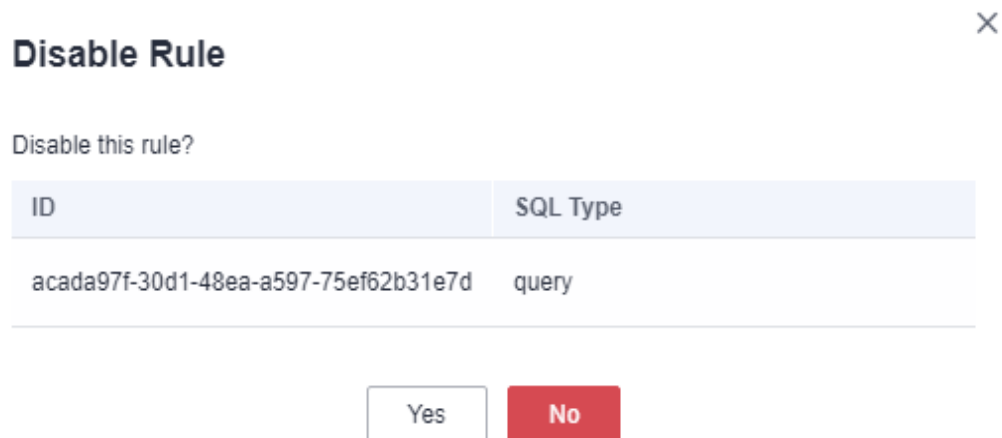 Disable Rule
Disable this rule?
ID SQL Type
acada97f-30d1-48ea-a597-75ef62b31e7d query
Yes No